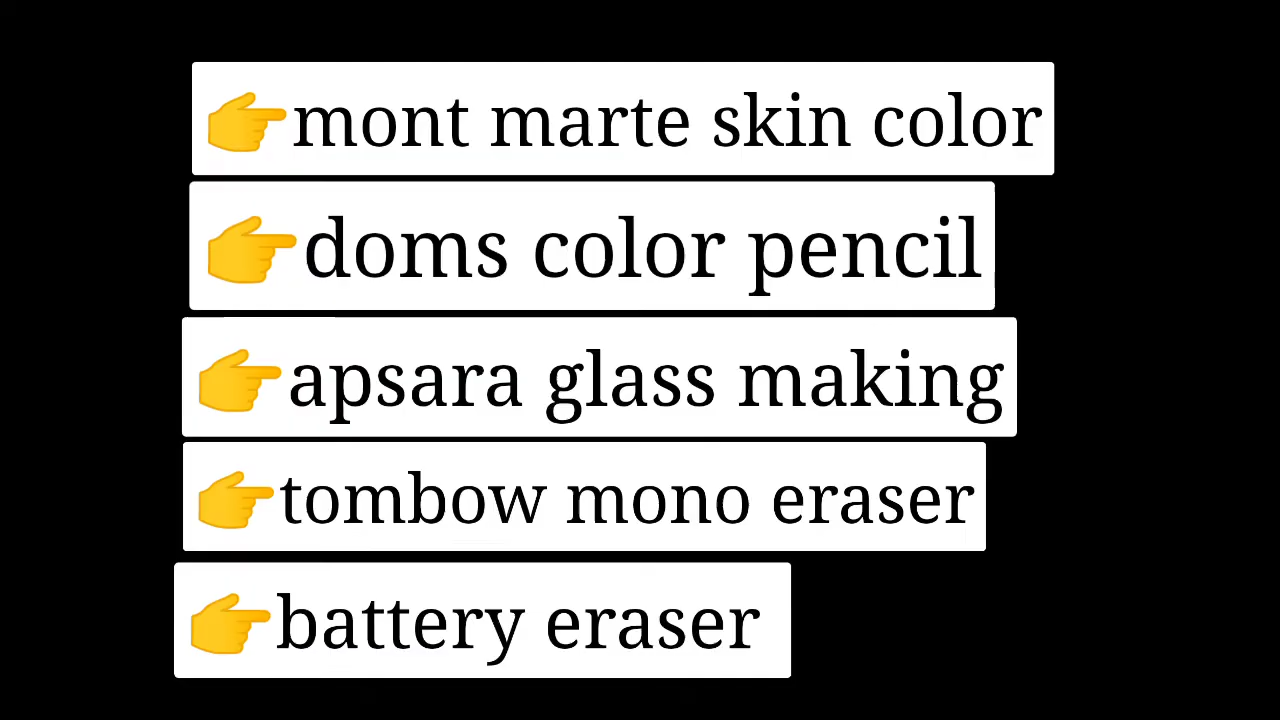 👉mont marte skin color
👉doms color pencil
👉apsara glass making
👉tombow mono eraser
👉battery eraser